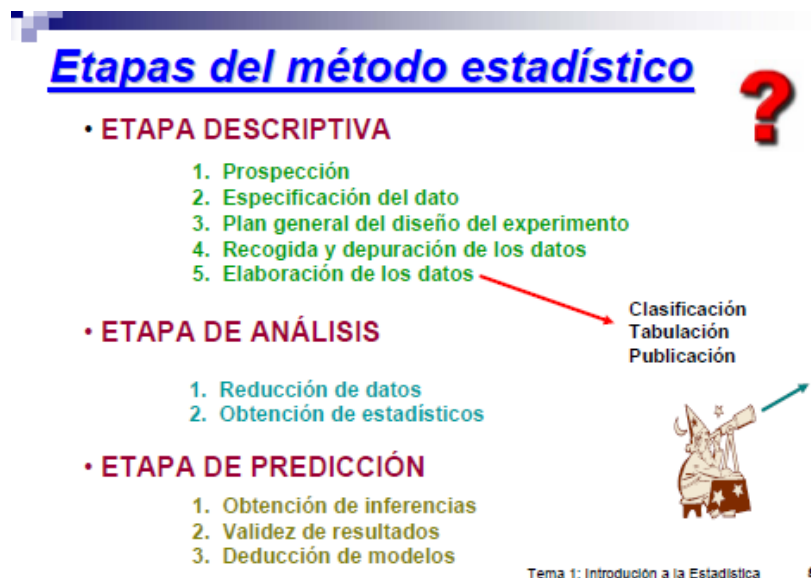 Etapas del método estadístico
?
• ETAPA DESCRIPTIVA
1. Prospección
2. Especificación del dato
3. Plan general del diseño del experimento
4. Recogida y depuración de los datos
5. Elaboración de los datos
Clasificación
Tabulación
Publicación
• ETAPA DE ANÁLISIS
1. Reducción de datos
2. Obtención de estadísticos
• ETAPA DE PREDICCIÓN
1. Obtención de inferencias
2. Validez de resultados
3. Deducción de modelos
Tema 1: Introdución a la Estadística